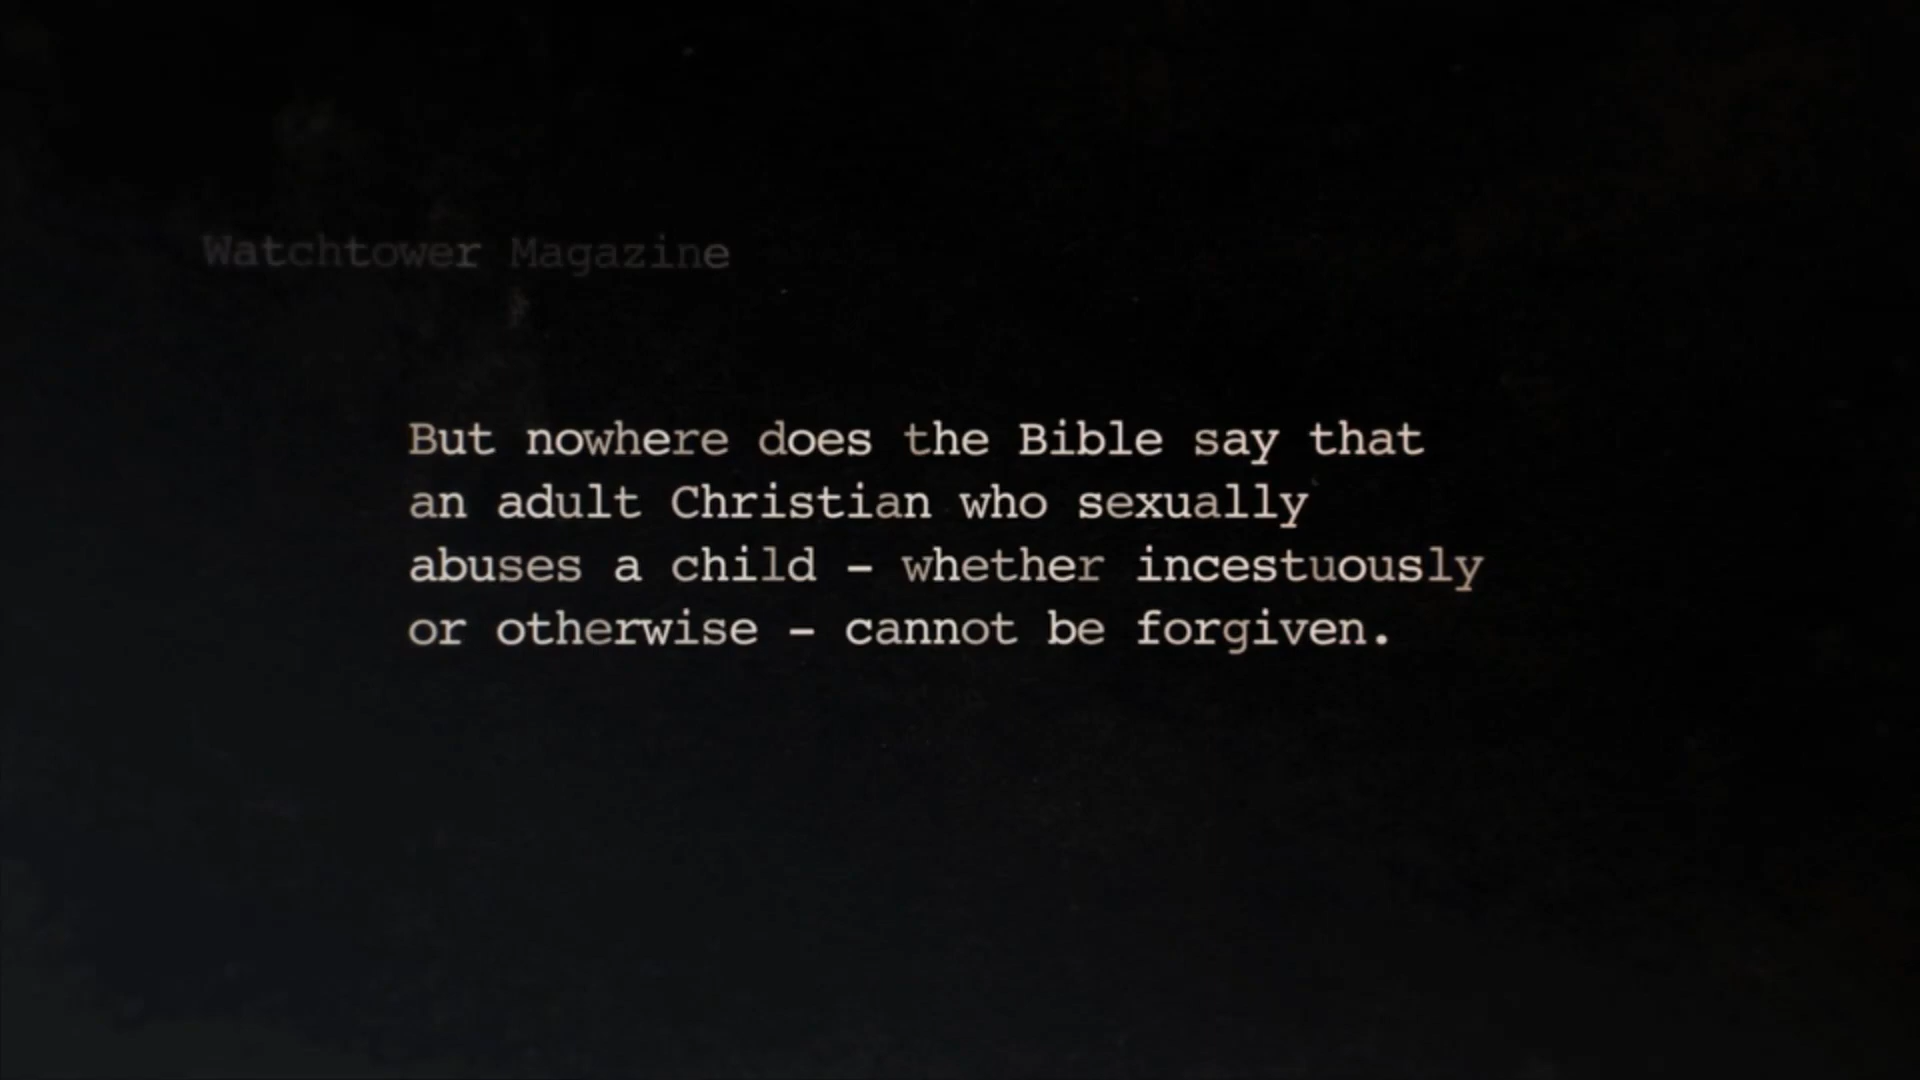 Watchtower Magazine
But nowhere does the Bible say that
an adult Christian who sexually
abuses a child – whether incestuously
or otherwise – cannot be forgiven.